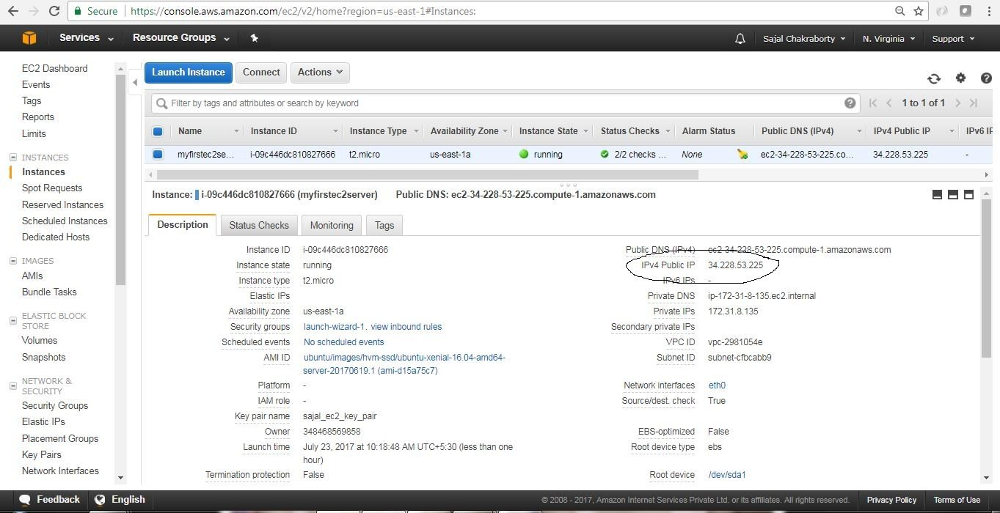 Secure https://console.aws.amazon.com/ec2/v2/home?region=us-east-1#Instances:
Services Resource Groups Sajal Chakraborty N. Virginia Support
EC2 Dashboard
Events
Tags
Reports
Limits
INSTANCES
Instances
Spot Requests
Reserved Instances
Scheduled Instances
Dedicated Hosts
IMAGES
AMIs
Bundle Tasks
ELASTIC BLOCK
STORE
Volumes
Snapshots
NETWORK &
SECURITY
Security Groups
Elastic IPs
Placement Groups
Key Pairs
Network Interfaces
Launch Instance Connect Actions
Filter by tags and attributes or search by keyword 1 to 1 of 1
Name Instance ID Instance Type Availability Zone Instance State Status Checks Alarm Status Public DNS (IPv4) IPv4 Public IP IPv6 IP
myfirstec2se... i-09c446dc810827666 t2.micro us-east-1a running 2/2 checks ... None ec2-34-228-53-225.co... 34.228.53.225 -
Instance: i-09c446dc810827666 (myfirstec2server) Public DNS: ec2-34-228-53-225.compute-1.amazonaws.com
Description Status Checks Monitoring Tags
Instance ID i-09c446dc810827666
Instance state running
Instance type t2.micro
Elastic IPs
Availability zone us-east-1a
Security groups launch-wizard-1. view inbound rules
Scheduled events No scheduled events
AMI ID ubuntu/images/hvm-ssd/ubuntu-xenial-16.04-amd64-
server-20170619.1 (ami-d15a75c7)
Platform -
IAM role -
Key pair name sajal_ec2_key_pair
Owner 348468569858
Launch time July 23, 2017 at 10:18:48 AM UTC+5:30 (less than one
hour)
Termination protection False
Public DNS (IPv4) ec2-34-228-53-225.compute-1.amazonaws.com
IPv4 Public IP 34.228.53.225
IPv6 IPs -
Private DNS ip-172-31-8-135.ec2.internal
Private IPs 172.31.8.135
Secondary private IPs
VPC ID vpc-2981054e
Subnet ID subnet-cfbcabb9
Network interfaces eth0
Source/dest. check True
EBS-optimized False
Root device type ebs
Root device /dev/sda1
Feedback English © 2008 - 2017, Amazon Internet Services Private Ltd. or its affiliates. All rights reserved. Privacy Policy Terms of Use